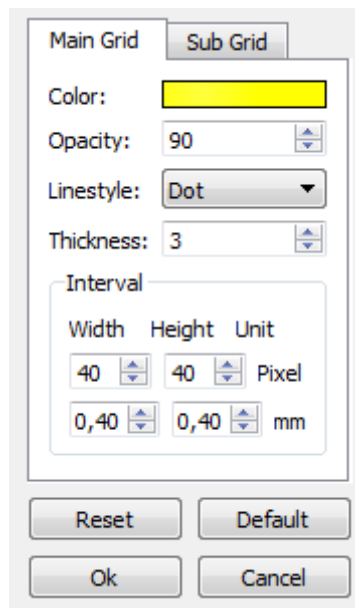 Main Grid Sub Grid
Color:
Opacity: 90
Linestyle: Dot
Thickness: 3
Interval
Width Height Unit
40 40 Pixel
0,40 0,40 mm
Reset Default
Ok Cancel